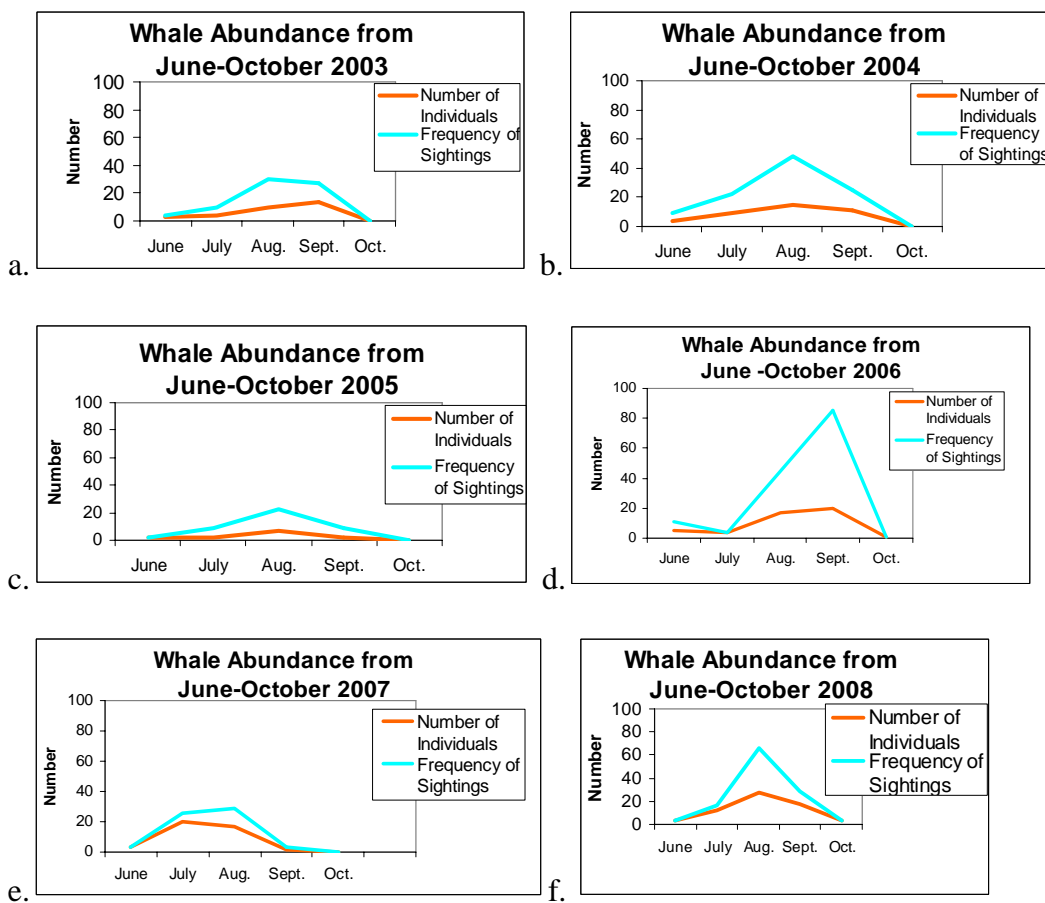 Whale Abundance from
June-October 2003
100
80
60
40
20
0
Number
Number of
Individuals
Frequency of
Sightings
June July Aug. Sept. Oct.
a.
Whale Abundance from
June-October 2004
100
80
60
40
20
0
Number
Number of
Individuals
Frequency
of Sightings
June July Aug. Sept. Oct.
b.
Whale Abundance from
June-October 2005
100
80
60
40
20
0
Number
Number of
Individuals
Frequency
of Sightings
June July Aug. Sept. Oct.
c.
Whale Abundance from
June -October 2006
100
80
60
40
20
0
Number
Number of
Individuals
Frequency
of Sightings
June July Aug. Sept. Oct.
d.
Whale Abundance from
June-October 2007
100
80
60
40
20
0
Number
Number of
Individuals
Frequency of
Sightings
June July Aug. Sept. Oct.
e.
Whale Abundance from
June-October 2008
100
80
60
40
20
0
Number
Number of
Individuals
Frequency of
Sightings
June July Aug. Sept. Oct.
f.